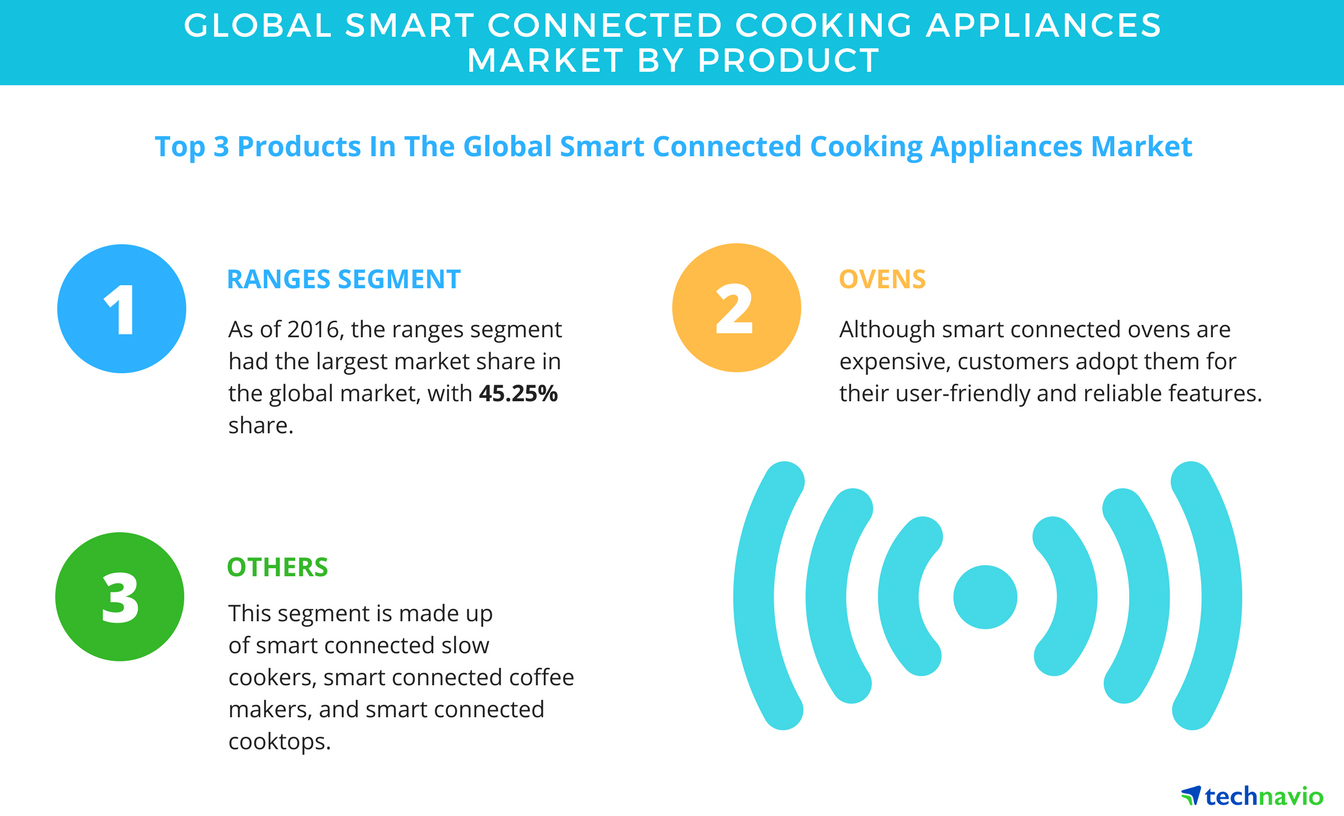 GLOBAL SMART CONNECTED COOKING APPLIANCES
MARKET BY PRODUCT
Top 3 Products In The Global Smart Connected Cooking Appliances Market
1
RANGES SEGMENT
As of 2016, the ranges segment
had the largest market share in
the global market, with 45.25%
share.
2
OVENS
Although smart connected ovens are
expensive, customers adopt them for
their user-friendly and reliable features.
3
OTHERS
This segment is made up
of smart connected slow
cookers, smart connected coffee
makers, and smart connected
cooktops.
technavio